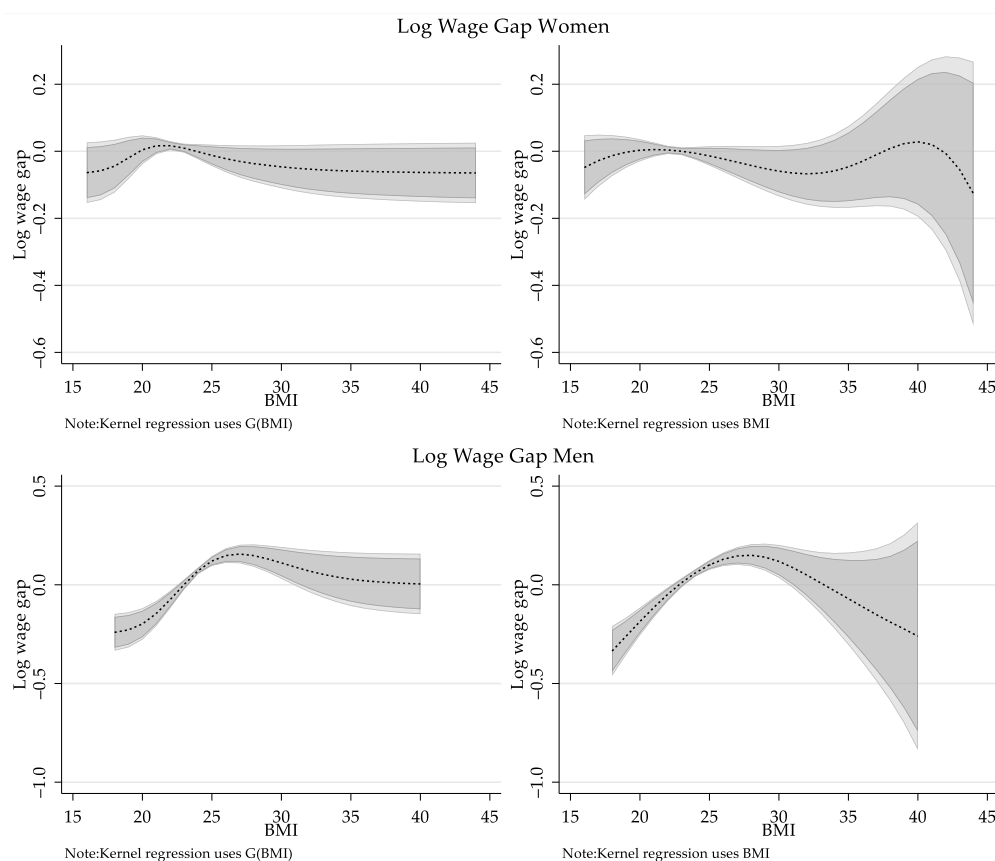 Log Wage Gap Women
Log wage gap
0.2
0.0
−0.2
−0.4
−0.6
15 20 25 30 35 40 45
BMI
Note:Kernel regression uses G(BMI)
Log wage gap
0.2
0.0
−0.2
−0.4
−0.6
15 20 25 30 35 40 45
BMI
Note:Kernel regression uses BMI
Log Wage Gap Men
Log wage gap
0.5
0.0
−0.5
−1.0
15 20 25 30 35 40 45
BMI
Note:Kernel regression uses G(BMI)
Log wage gap
0.5
0.0
−0.5
−1.0
15 20 25 30 35 40 45
BMI
Note:Kernel regression uses BMI